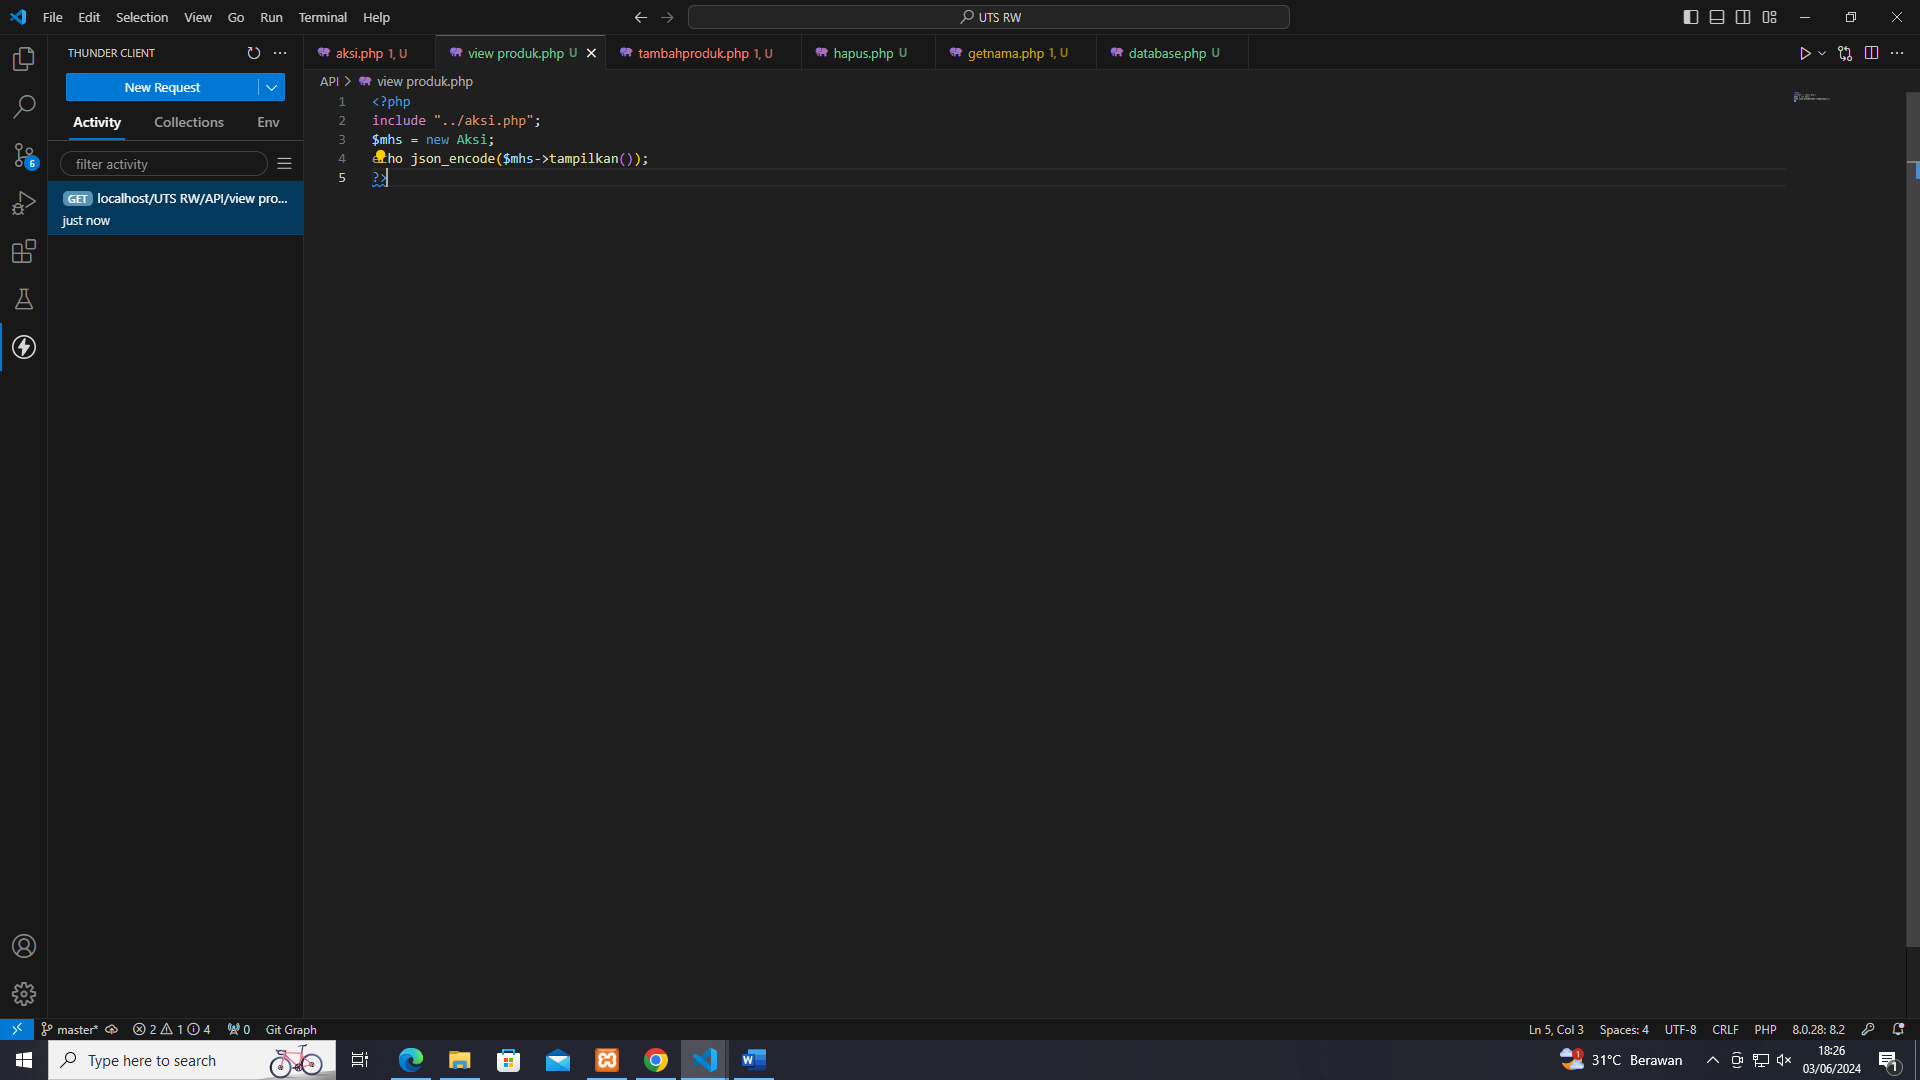 File Edit Selection View Go Run Terminal Help
UTS RW
THUNDER CLIENT
New Request
Activity Collections Env
filter activity
GET localhost/UTS RW/API/view pro...
just now
aksi.php 1, U
view produk.php U
tambahproduk.php 1, U
hapus.php U
getnama.php 1, U
database.php U
API > view produk.php
1 <?php
2 include "../aksi.php";
3 $mhs = new Aksi;
4 echo json_encode($mhs->tampilkan());
5 ?>
6
master* 2 1 4 0 Git Graph
Ln 5, Col 3 Spaces: 4 UTF-8 CRLF PHP 8.0.28: 8.2
Type here to search
1 31°C Berawan
18:26
03/06/2024
1